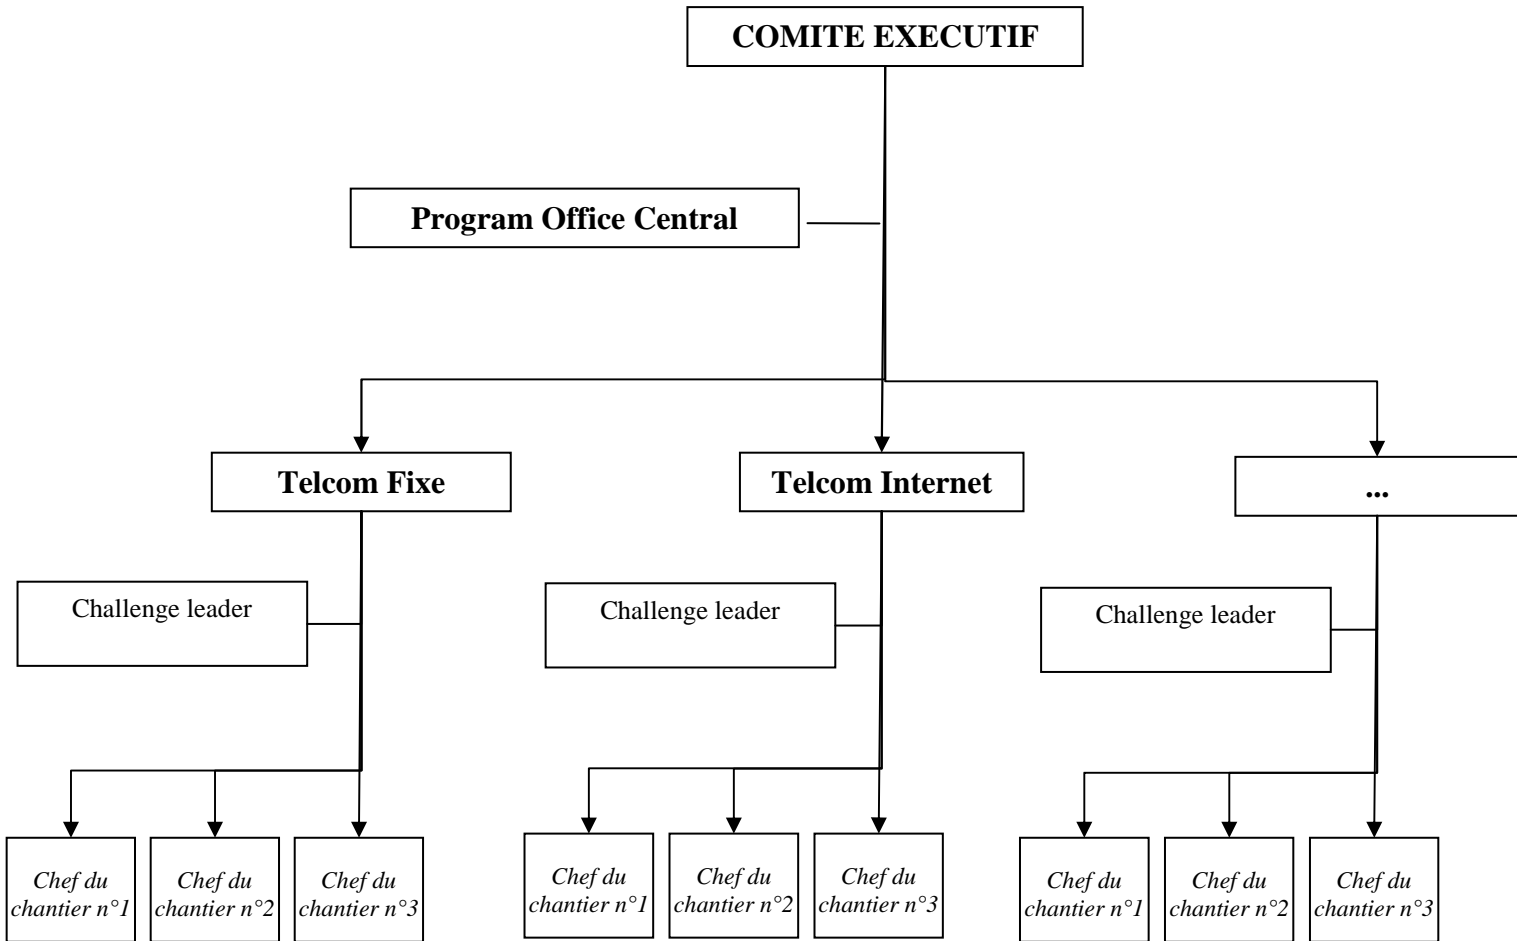 COMITE EXECUTIF
Program Office Central
Telcom Fixe
Telcom Internet
...
Challenge leader
Challenge leader
Challenge leader
Chef du
chantier n°1
Chef du
chantier n°2
Chef du
chantier n°3
Chef du
chantier n°1
Chef du
chantier n°2
Chef du
chantier n°3
Chef du
chantier n°1
Chef du
chantier n°2
Chef du
chantier n°3